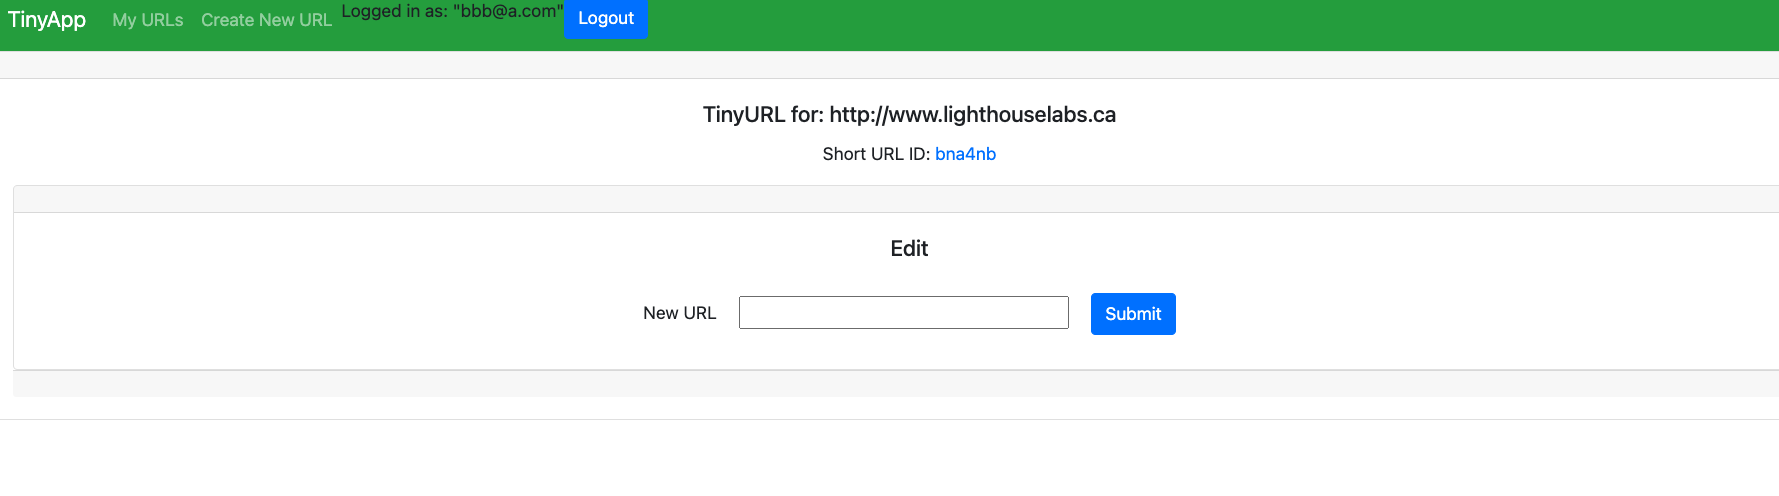 TinyApp My URLs Create New URL Logged in as: "bbb@a.com" Logout
TinyURL for: http://www.lighthouselabs.ca
Short URL ID: bna4nb
Edit
New URL Submit